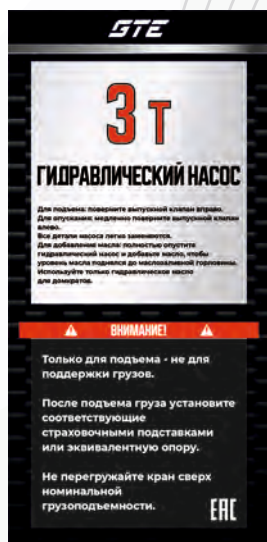 GTE
3 т
ГИДРАВЛИЧЕСКИЙ НАСОС
Для подъема: поверните выпускной клапан вправо.
Для опускания: медленно поверните выпускной клапан
влево.
Все детали насоса легко заменяются.
Для добавления масла: полностью опустите
гидравлический насос и добавьте масло, чтобы
уровень масла поднялся до маслозаливной горловины.
Используйте только гидравлическое масло
для домкратов.
ВНИМАНИЕ!
Только для подъема - не для
поддержки грузов.
После подъема груза установите
соответствующие
страховочными подставками
или эквивалентную опору.
Не перегружайте кран сверх
номинальной
грузоподъемности.
EAC